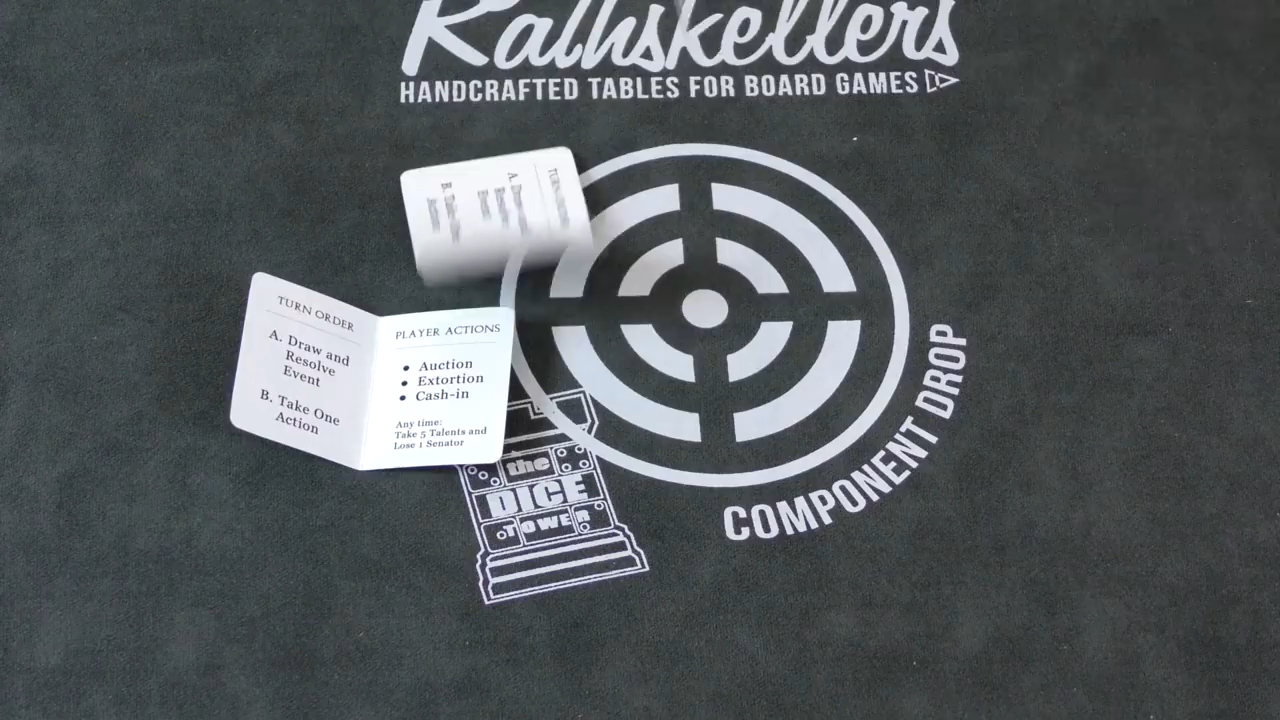 Rathskellers
HANDCRAFTED TABLES FOR BOARD GAMES
TURN ORDER
A. Draw and
Resolve
Event
B. Take One
Action
PLAYER ACTIONS
• Auction
• Extortion
• Cash-in
Any time:
Take 5 Talents and
Lose 1 Senator
the
DICE
TOWER
COMPONENT DROP